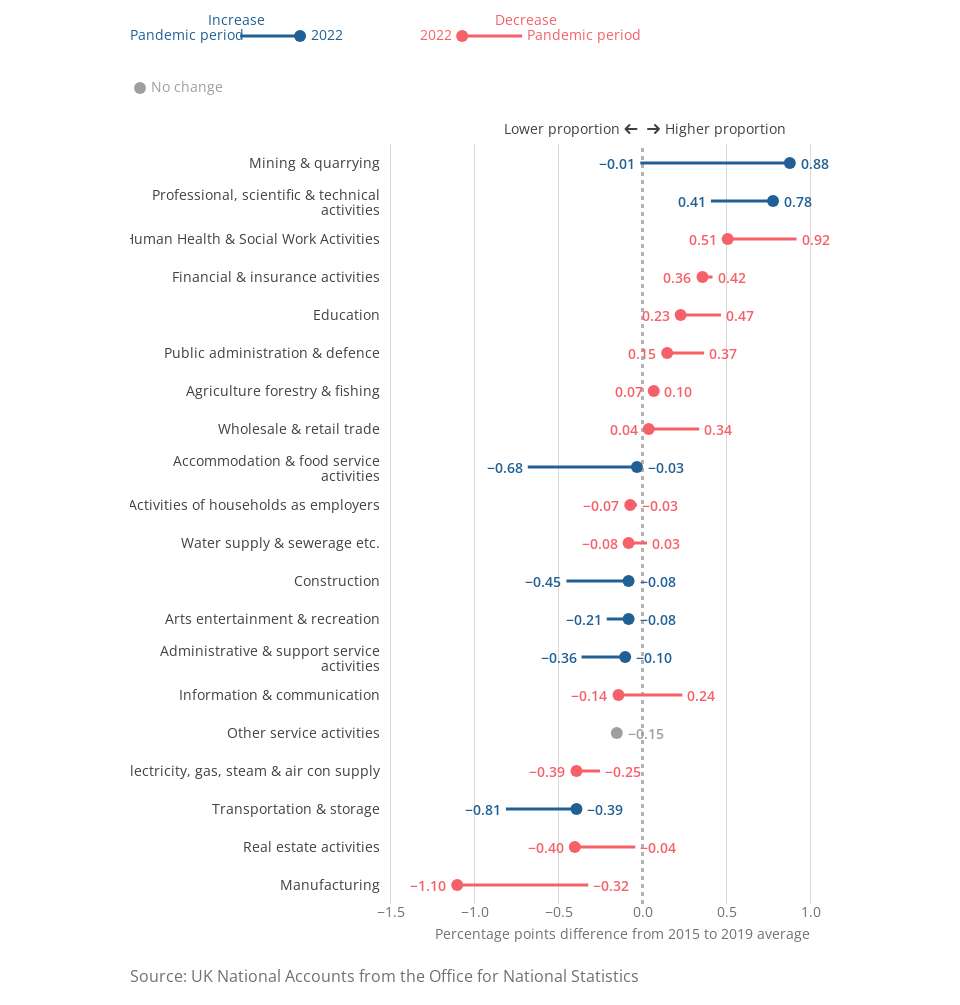 Increase
Pandemic period 2022
Decrease
2022 Pandemic period
No change
Lower proportion ← → Higher proportion
Mining & quarrying −0.01 0.88
Professional, scientific & technical
activities 0.41 0.78
Human Health & Social Work Activities 0.51 0.92
Financial & insurance activities 0.36 0.42
Education 0.23 0.47
Public administration & defence 0.15 0.37
Agriculture forestry & fishing 0.07 0.10
Wholesale & retail trade 0.04 0.34
Accommodation & food service
activities −0.68 −0.03
Activities of households as employers −0.07 −0.03
Water supply & sewerage etc. −0.08 0.03
Construction −0.45 −0.08
Arts entertainment & recreation −0.21 −0.08
Administrative & support service
activities −0.36 −0.10
Information & communication −0.14 0.24
Other service activities −0.15
lectricity, gas, steam & air con supply −0.39 −0.25
Transportation & storage −0.81 −0.39
Real estate activities −0.40 −0.04
Manufacturing −1.10 −0.32
−1.5 −1.0 −0.5 0.0 0.5 1.0
Percentage points difference from 2015 to 2019 average
Source: UK National Accounts from the Office for National Statistics